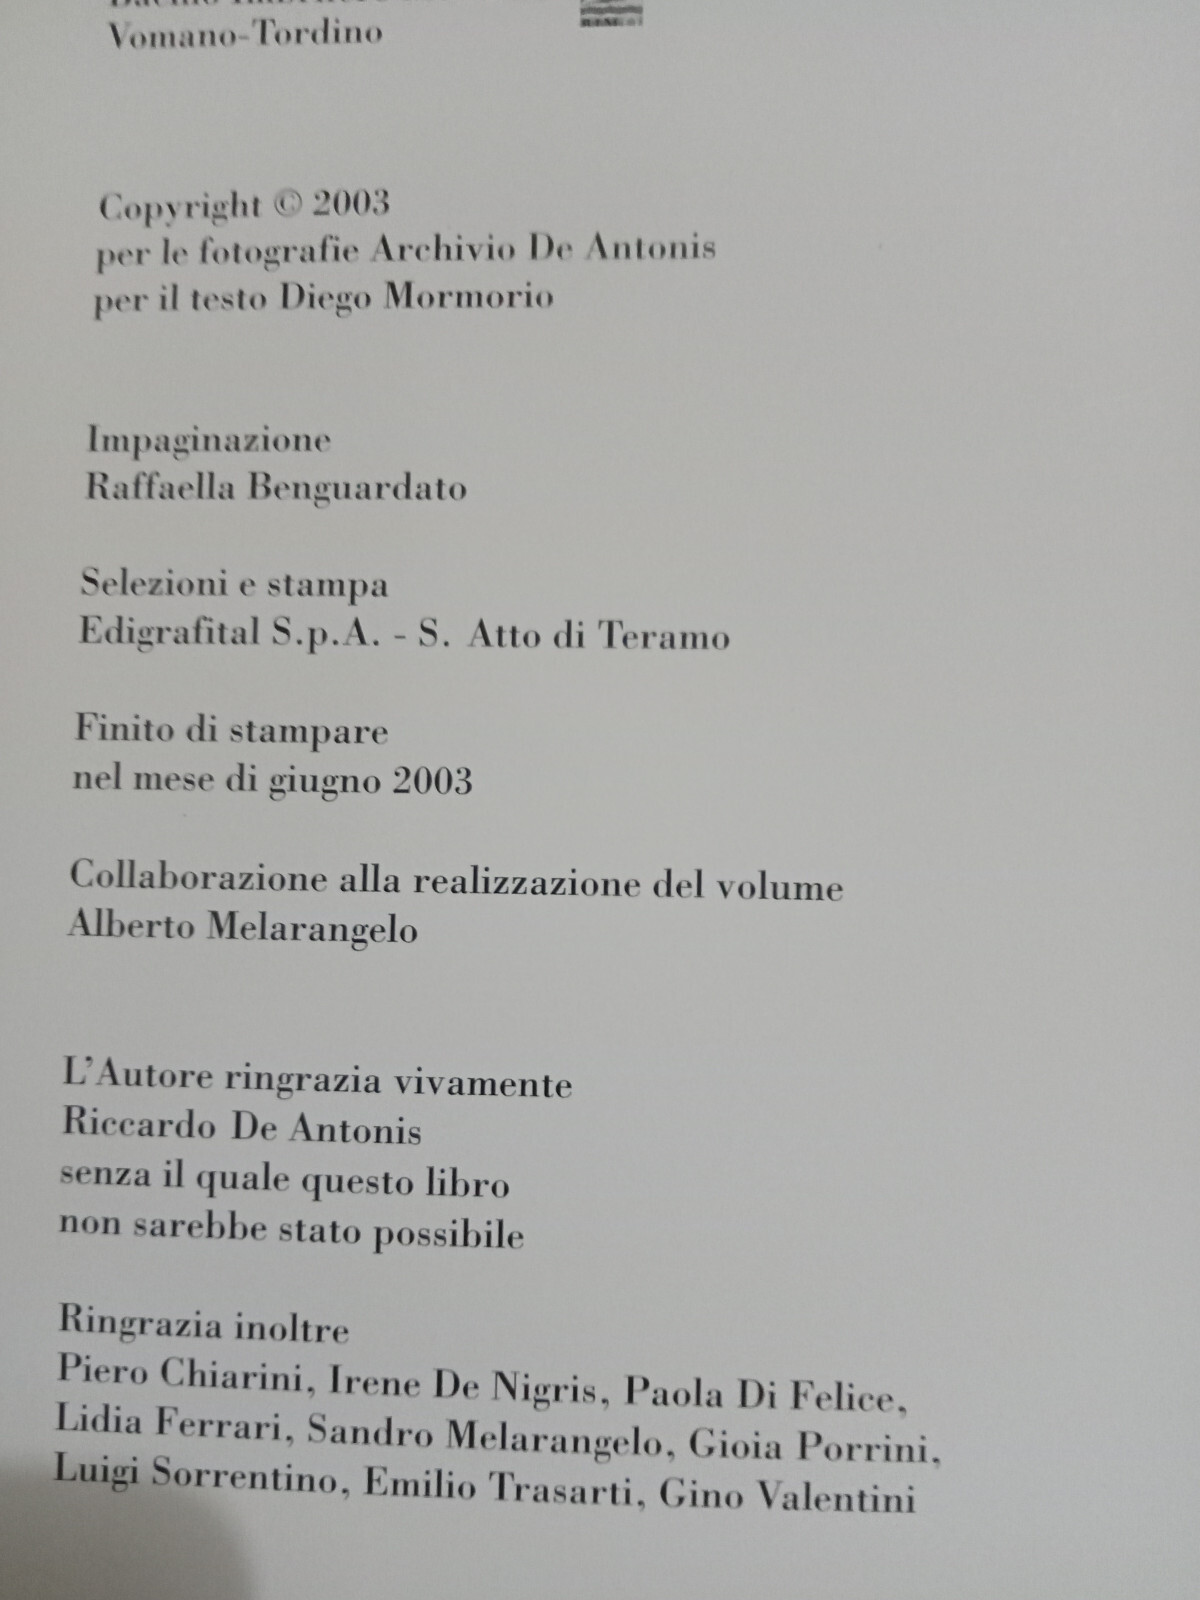 Vomano-Tordino
Copyright © 2003
per le fotografie Archivio De Antonis
per il testo Diego Mormorio
Impaginazione
Raffaella Benguardato
Selezioni e stampa
Edigrafital S.p.A. - S. Atto di Teramo
Finito di stampare
nel mese di giugno 2003
Collaborazione alla realizzazione del volume
Alberto Melarangelo
L'Autore ringrazia vivamente
Riccardo De Antonis
senza il quale questo libro
non sarebbe stato possibile
Ringrazia inoltre
Piero Chiarini, Irene De Nigris, Paola Di Felice,
Lidia Ferrari, Sandro Melarangelo, Gioia Porrini,
Luigi Sorrentino, Emilio Trasarti, Gino Valentini